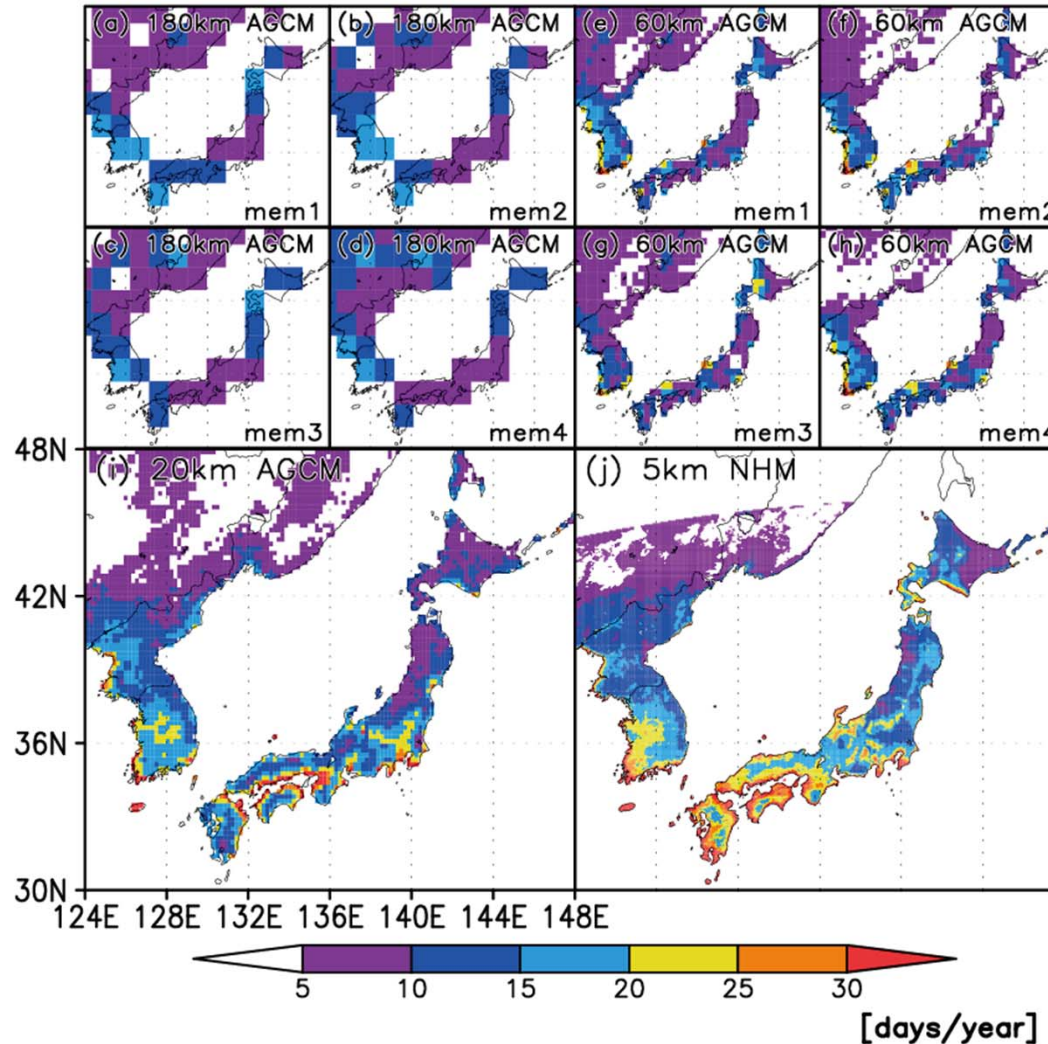 (a) 180km AGCM
mem1
(b) 180km AGCM
mem2
(e) 60km AGCM
mem1
(f) 60km AGCM
mem2
(c) 180km AGCM
mem3
(d) 180km AGCM
mem4
(g) 60km AGCM
mem3
(h) 60km AGCM
mem4
48N
(i) 20km AGCM
(j) 5km NHM
42N
36N
30N
124E 128E 132E 136E 140E 144E 148E
5 10 15 20 25 30
[days/year]